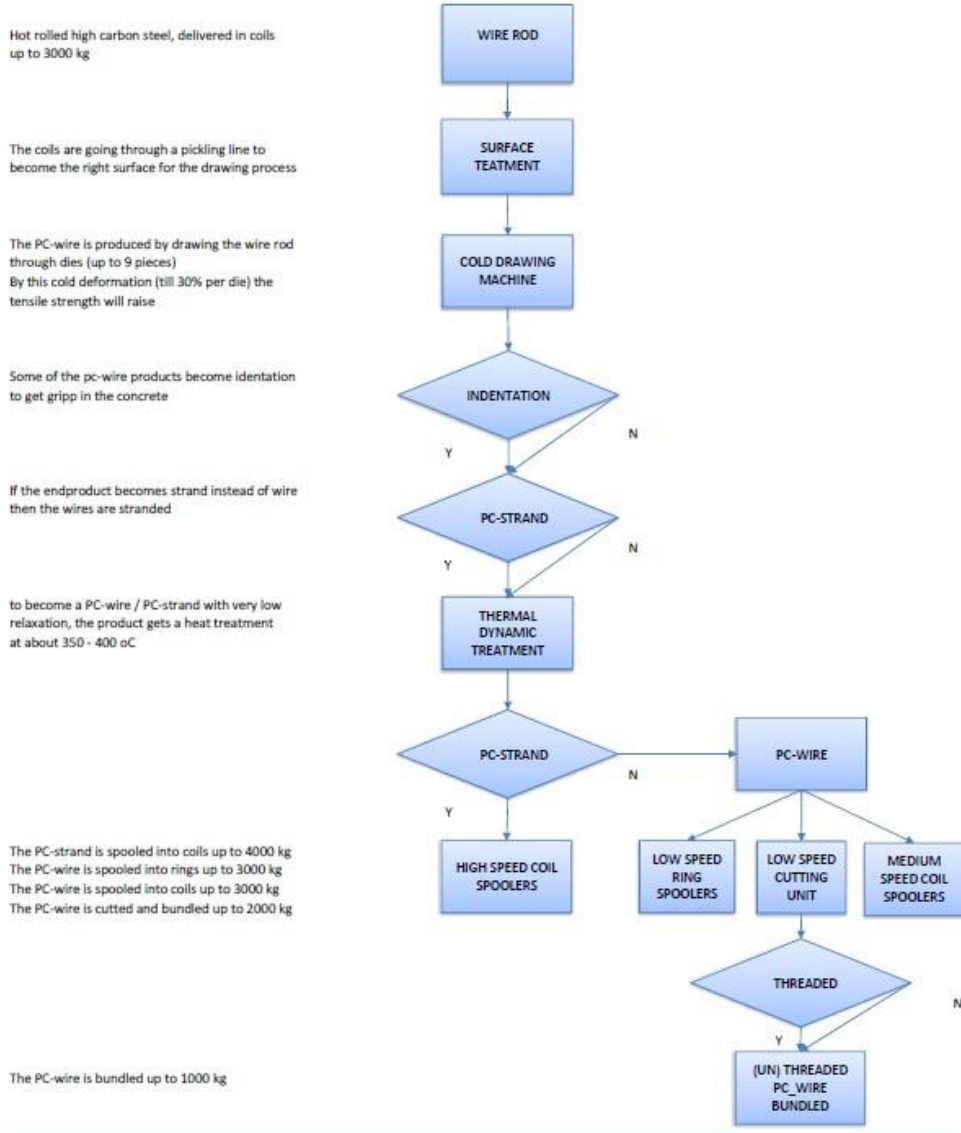 Hot rolled high carbon steel, delivered in coils
up to 3000 kg
WIRE ROD
The coils are going through a pickling line to
become the right surface for the drawing process
SURFACE
TEATMENT
The PC-wire is produced by drawing the wire rod
through dies (up to 9 pieces)
By this cold deformation (till 30% per die) the
tensile strength will raise
COLD DRAWING
MACHINE
Some of the pc-wire products become identation
to get gripp in the concrete
INDENTATION
Y
N
If the endproduct becomes strand instead of wire
then the wires are stranded
PC-STRAND
Y
N
to become a PC-wire / PC-strand with very low
relaxation, the product gets a heat treatment
at about 350 - 400 oC
THERMAL
DYNAMIC
TREATMENT
PC-STRAND
N
Y
PC-WIRE
The PC-strand is spooled into coils up to 4000 kg
The PC-wire is spooled into rings up to 3000 kg
The PC-wire is spooled into coils up to 3000 kg
The PC-wire is cutted and bundled up to 2000 kg
HIGH SPEED COIL
SPOOLERS
LOW SPEED
RING
SPOOLERS
LOW SPEED
CUTTING
UNIT
MEDIUM
SPEED COIL
SPOOLERS
THREADED
N
Y
The PC-wire is bundled up to 1000 kg
(UN) THREADED
PC_WIRE
BUNDLED